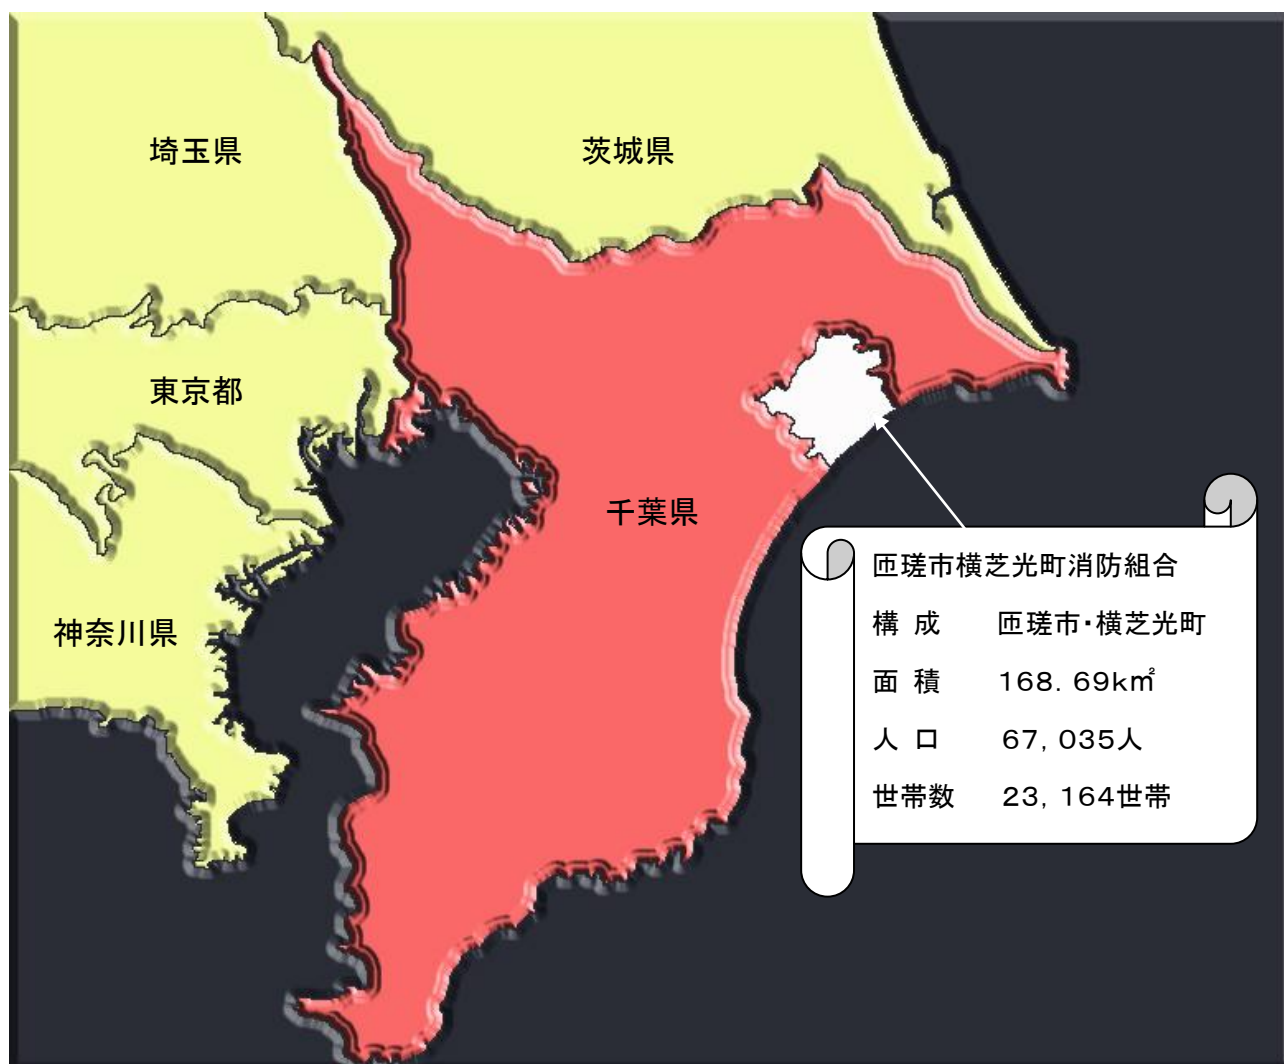 埼玉県
茨城県
東京都
千葉県
神奈川県
匝瑳市横芝光町消防組合
構 成 匝瑳市・横芝光町
面 積 168．69k㎡
人 口 67，035人
世帯数 23，164世帯